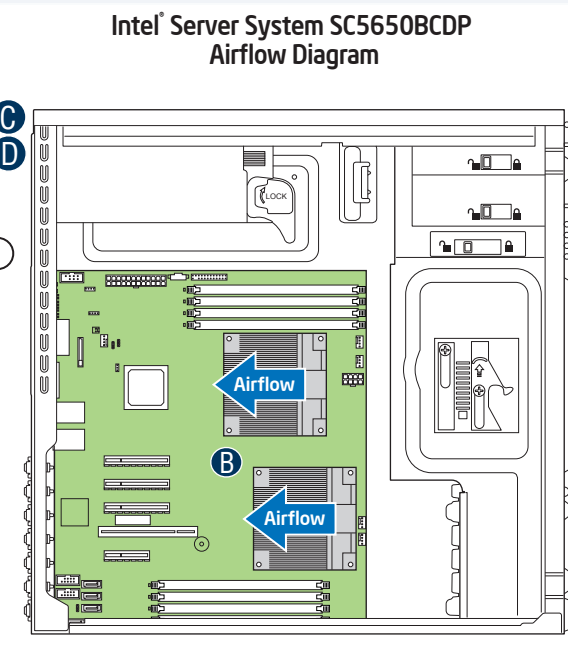 Intel® Server System SC5650BCDP
Airflow Diagram
C
D
LOCK
Airflow
B
Airflow